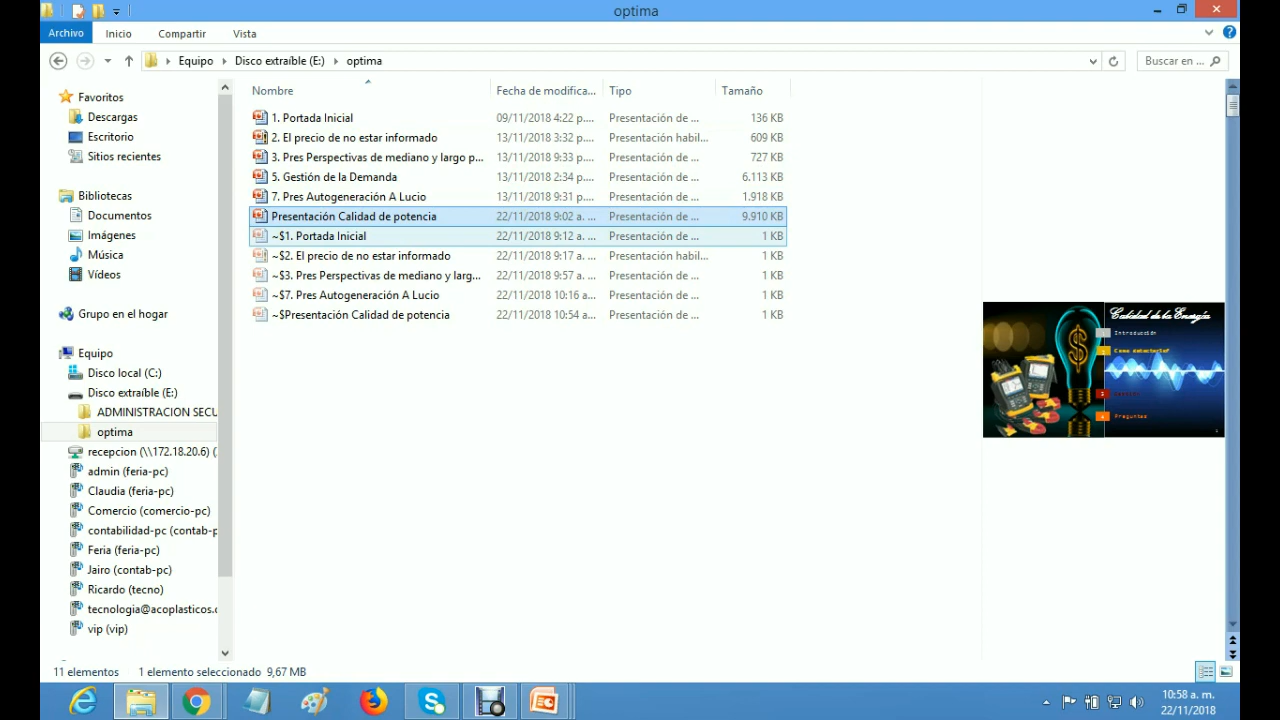 optima
Archivo Inicio Compartir Vista
Equipo Disco extraíble (E:) optima Buscar en ...
Nombre Fecha de modifica... Tipo Tamaño
1. Portada Inicial 09/11/2018 4:22 p.... Presentación de ... 136 KB
2. El precio de no estar informado 13/11/2018 3:32 p.... Presentación habil... 609 KB
3. Pres Perspectivas de mediano y largo p... 13/11/2018 9:33 p.... Presentación de ... 727 KB
5. Gestión de la Demanda 13/11/2018 2:34 p.... Presentación de ... 6.113 KB
7. Pres Autogeneración A Lucio 13/11/2018 9:31 p.... Presentación de ... 1.918 KB
Presentación Calidad de potencia 22/11/2018 9:02 a. ... Presentación de ... 9.910 KB
~$1. Portada Inicial 22/11/2018 9:12 a. ... Presentación de ... 1 KB
~$2. El precio de no estar informado 22/11/2018 9:17 a. ... Presentación habil... 1 KB
~$3. Pres Perspectivas de mediano y larg... 22/11/2018 9:57 a. ... Presentación de ... 1 KB
~$7. Pres Autogeneración A Lucio 22/11/2018 10:16 a... Presentación de ... 1 KB
~$Presentación Calidad de potencia 22/11/2018 10:54 a... Presentación de ... 1 KB
Favoritos
Descargas
Escritorio
Sitios recientes
Bibliotecas
Documentos
Imágenes
Música
Vídeos
Grupo en el hogar
Equipo
Disco local (C:)
Disco extraíble (E:)
ADMINISTRACION SECU
optima
recepcion (\\172.18.20.6) (
admin (feria-pc)
Claudia (feria-pc)
Comercio (comercio-pc)
contabilidad-pc (contab-p
Feria (feria-pc)
Jairo (contab-pc)
Ricardo (tecno)
tecnologia@acoplasticos.
vip (vip)
Calidad de la Energía
Introducción
Como detectarlo?
Preguntas
11 elementos 1 elemento seleccionado 9,67 MB
10:58 a. m.
22/11/2018